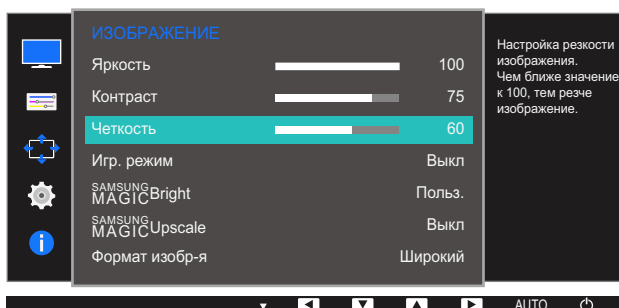 ИЗОБРАЖЕНИЕ
Яркость 100
Контраст 75
Четкость 60
Игр. режим Выкл
SAMSUNG MAGICBright Польз.
SAMSUNG MAGICUpscale Выкл
Формат изобр-я Широкий
Настройка резкости
изображения.
Чем ближе значение
к 100, тем резче
изображение.
AUTO